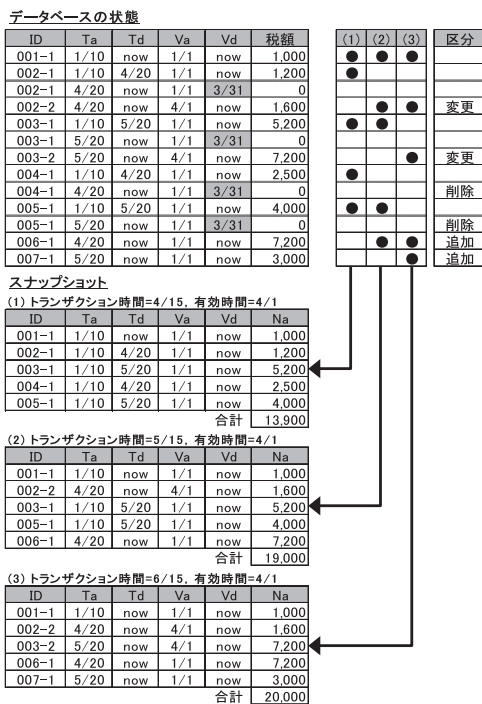 データベースの状態
ID Ta Td Va Vd 税額 (1) (2) (3) 区分
001-1 1/10 now 1/1 now 1,000 ● ● ●
002-1 1/10 4/20 1/1 now 1,200 ●
002-1 4/20 now 1/1 3/31 0
002-2 4/20 now 4/1 now 1,600 ● ● 変更
003-1 1/10 5/20 1/1 now 5,200 ● ●
003-1 5/20 now 1/1 3/31 0
003-2 5/20 now 4/1 now 7,200 ● 変更
004-1 1/10 4/20 1/1 now 2,500 ●
004-1 4/20 now 1/1 3/31 0 削除
005-1 1/10 5/20 1/1 now 4,000 ● ●
005-1 5/20 now 1/1 3/31 0 削除
006-1 4/20 now 1/1 now 7,200 ● ● 追加
007-1 5/20 now 1/1 now 3,000 ● 追加
スナップショット
(1) トランザクション時間=4/15, 有効時間=4/1
ID Ta Td Va Vd Na
001-1 1/10 now 1/1 now 1,000
002-1 1/10 4/20 1/1 now 1,200
003-1 1/10 5/20 1/1 now 5,200
004-1 1/10 4/20 1/1 now 2,500
005-1 1/10 5/20 1/1 now 4,000
合計 13,900
(2) トランザクション時間=5/15, 有効時間=4/1
ID Ta Td Va Vd Na
001-1 1/10 now 1/1 now 1,000
002-2 4/20 now 4/1 now 1,600
003-1 1/10 5/20 1/1 now 5,200
005-1 1/10 5/20 1/1 now 4,000
006-1 4/20 now 1/1 now 7,200
合計 19,000
(3) トランザクション時間=6/15, 有効時間=4/1
ID Ta Td Va Vd Na
001-1 1/10 now 1/1 now 1,000
002-2 4/20 now 4/1 now 1,600
003-2 5/20 now 4/1 now 7,200
006-1 4/20 now 1/1 now 7,200
007-1 5/20 now 1/1 now 3,000
合計 20,000